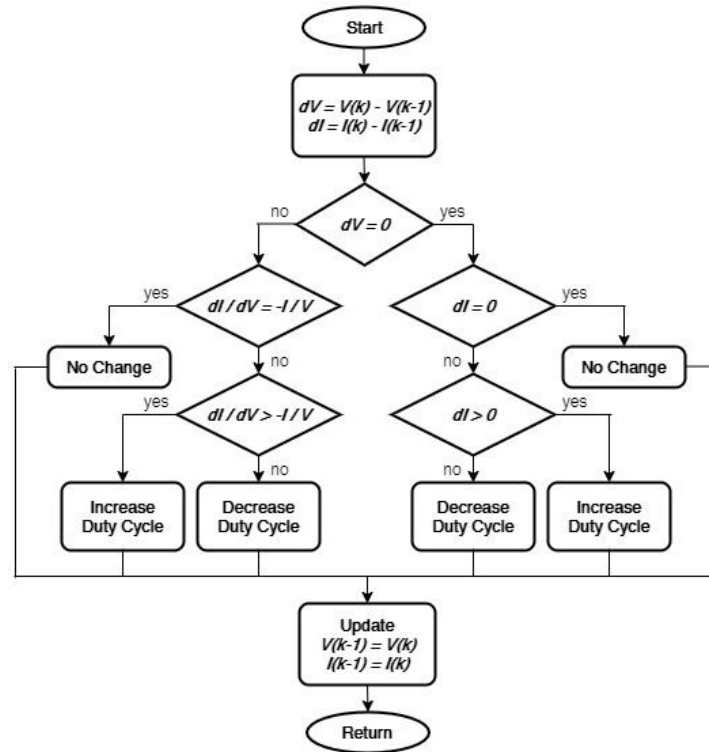 Start
dV = V(k) - V(k-1)
dI = I(k) - I(k-1)
no
yes
dV = 0
yes
dI / dV = -I / V
dI = 0
yes
No Change
no
no
No Change
yes
dI / dV > -I / V
dI > 0
yes
no
no
Increase
Duty Cycle
Decrease
Duty Cycle
Decrease
Duty Cycle
Increase
Duty Cycle
Update
V(k-1) = V(k)
I(k-1) = I(k)
Return